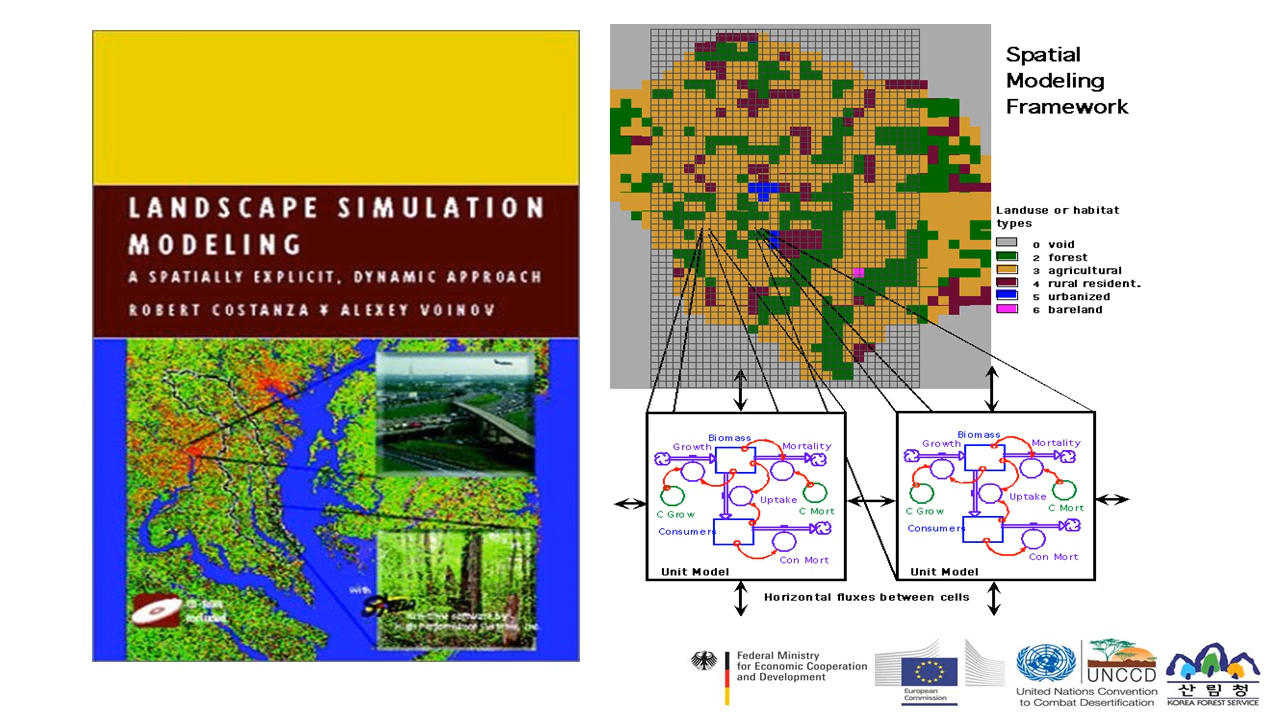 LANDSCAPE SIMULATION
MODELING
A SPATIALLY EXPLICIT, DYNAMIC APPROACH
ROBERT COSTANZA ¥ ALEXEY VOINOV
with
Spatial
Modeling
Framework
Landuse or habitat
types
0 void
2 forest
3 agricultural
4 rural resident.
5 urbanized
6 bareland
Biomass
Growth
Mortality
Uptake
C Grow
C Mort
Consumers
Con Mort
Unit Model
Biomass
Growth
Mortality
Uptake
C Grow
C Mort
Consumers
Con Mort
Unit Model
Horizontal fluxes between cells
Federal Ministry
for Economic Cooperation
and Development
European
Commission
UNCCD
United Nations Convention
to Combat Desertification
산림청
KOREA FOREST SERVICE